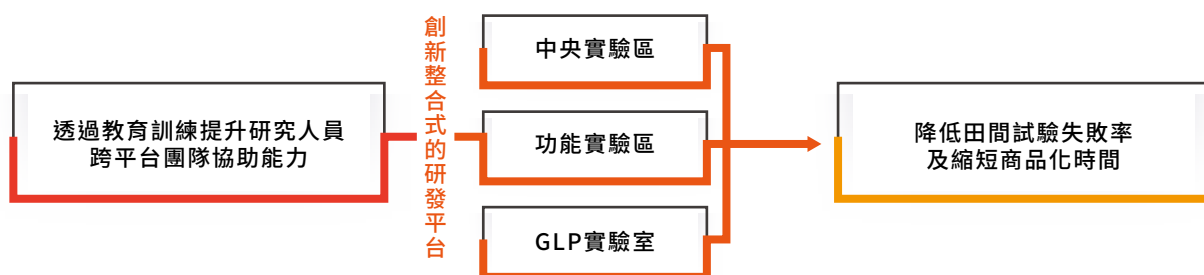 透過教育訓練提升研究人員
跨平台團隊協助能力
創新整合式的研發平台
中央實驗區
功能實驗區
GLP實驗室
降低田間試驗失敗率
及縮短商品化時間